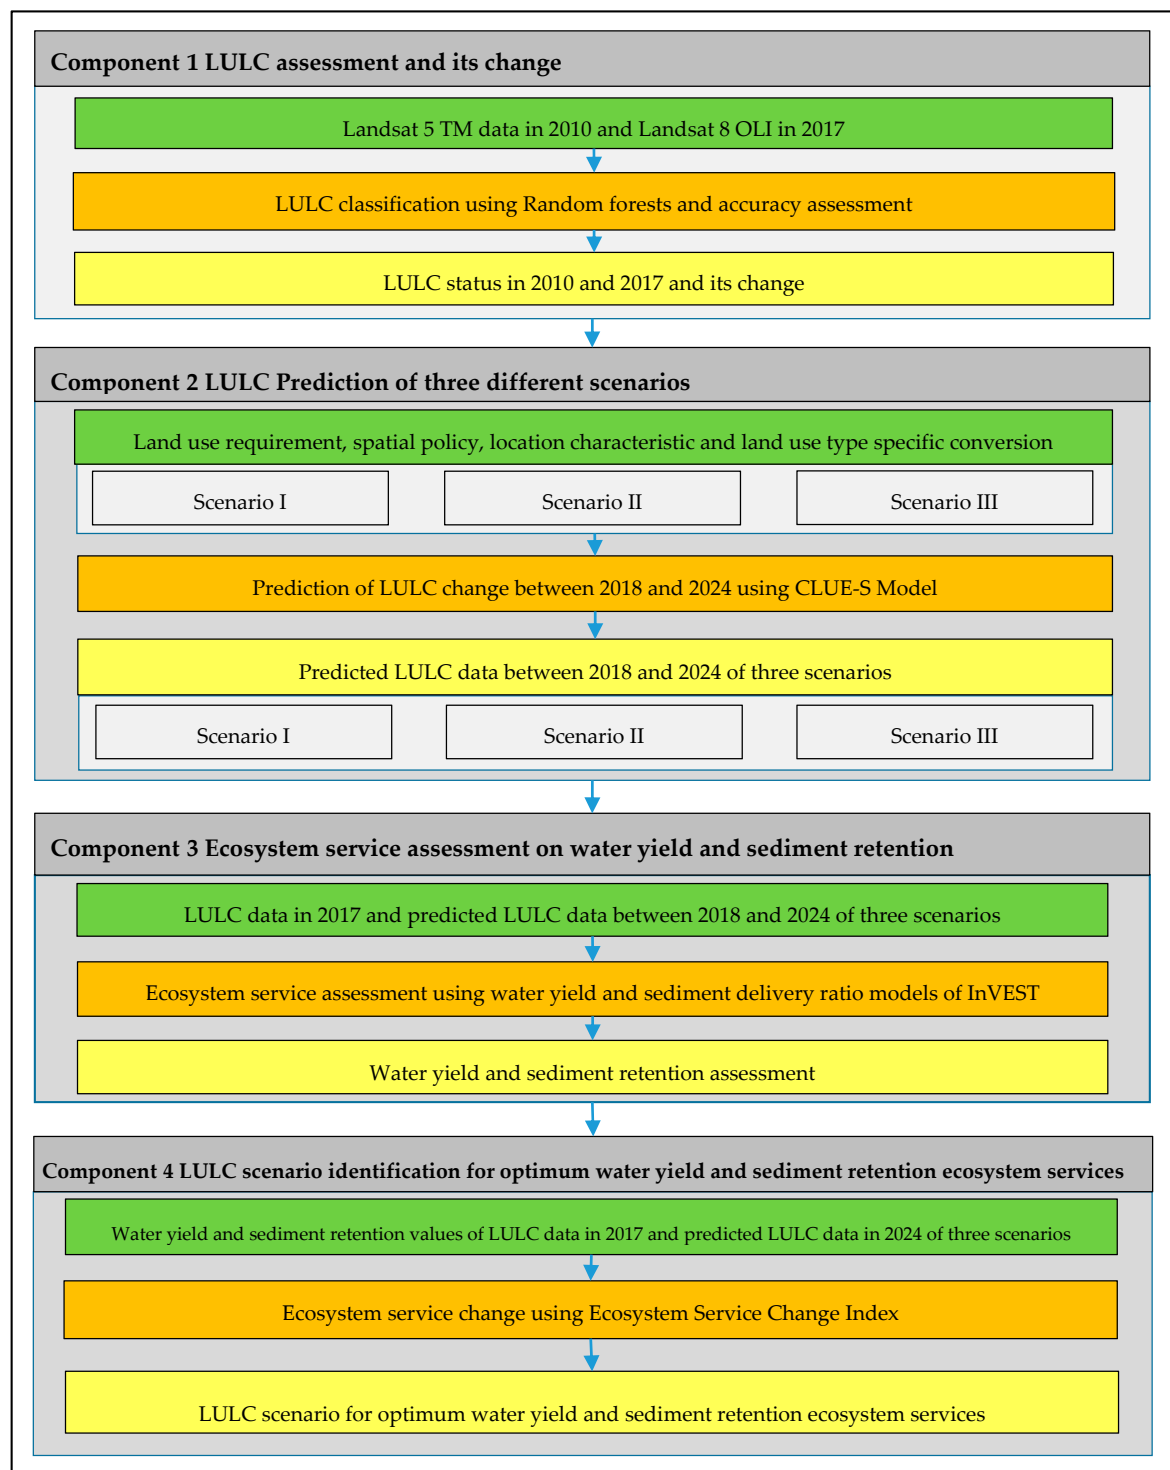 Component 1 LULC assessment and its change
Landsat 5 TM data in 2010 and Landsat 8 OLI in 2017
LULC classification using Random forests and accuracy assessment
LULC status in 2010 and 2017 and its change
Component 2 LULC Prediction of three different scenarios
Land use requirement, spatial policy, location characteristic and land use type specific conversion
Scenario I
Scenario II
Scenario III
Prediction of LULC change between 2018 and 2024 using CLUE-S Model
Predicted LULC data between 2018 and 2024 of three scenarios
Scenario I
Scenario II
Scenario III
Component 3 Ecosystem service assessment on water yield and sediment retention
LULC data in 2017 and predicted LULC data between 2018 and 2024 of three scenarios
Ecosystem service assessment using water yield and sediment delivery ratio models of InVEST
Water yield and sediment retention assessment
Component 4 LULC scenario identification for optimum water yield and sediment retention ecosystem services
Water yield and sediment retention values of LULC data in 2017 and predicted LULC data in 2024 of three scenarios
Ecosystem service change using Ecosystem Service Change Index
LULC scenario for optimum water yield and sediment retention ecosystem services